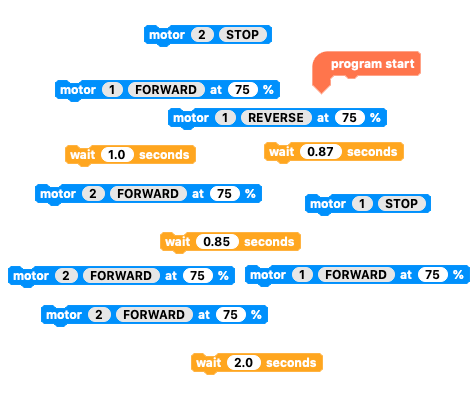 motor 2 STOP
program start
motor 1 FORWARD at 75 %
motor 1 REVERSE at 75 %
wait 1.0 seconds
wait 0.87 seconds
motor 2 FORWARD at 75 %
motor 1 STOP
wait 0.85 seconds
motor 2 FORWARD at 75 %
motor 1 FORWARD at 75 %
motor 2 FORWARD at 75 %
wait 2.0 seconds